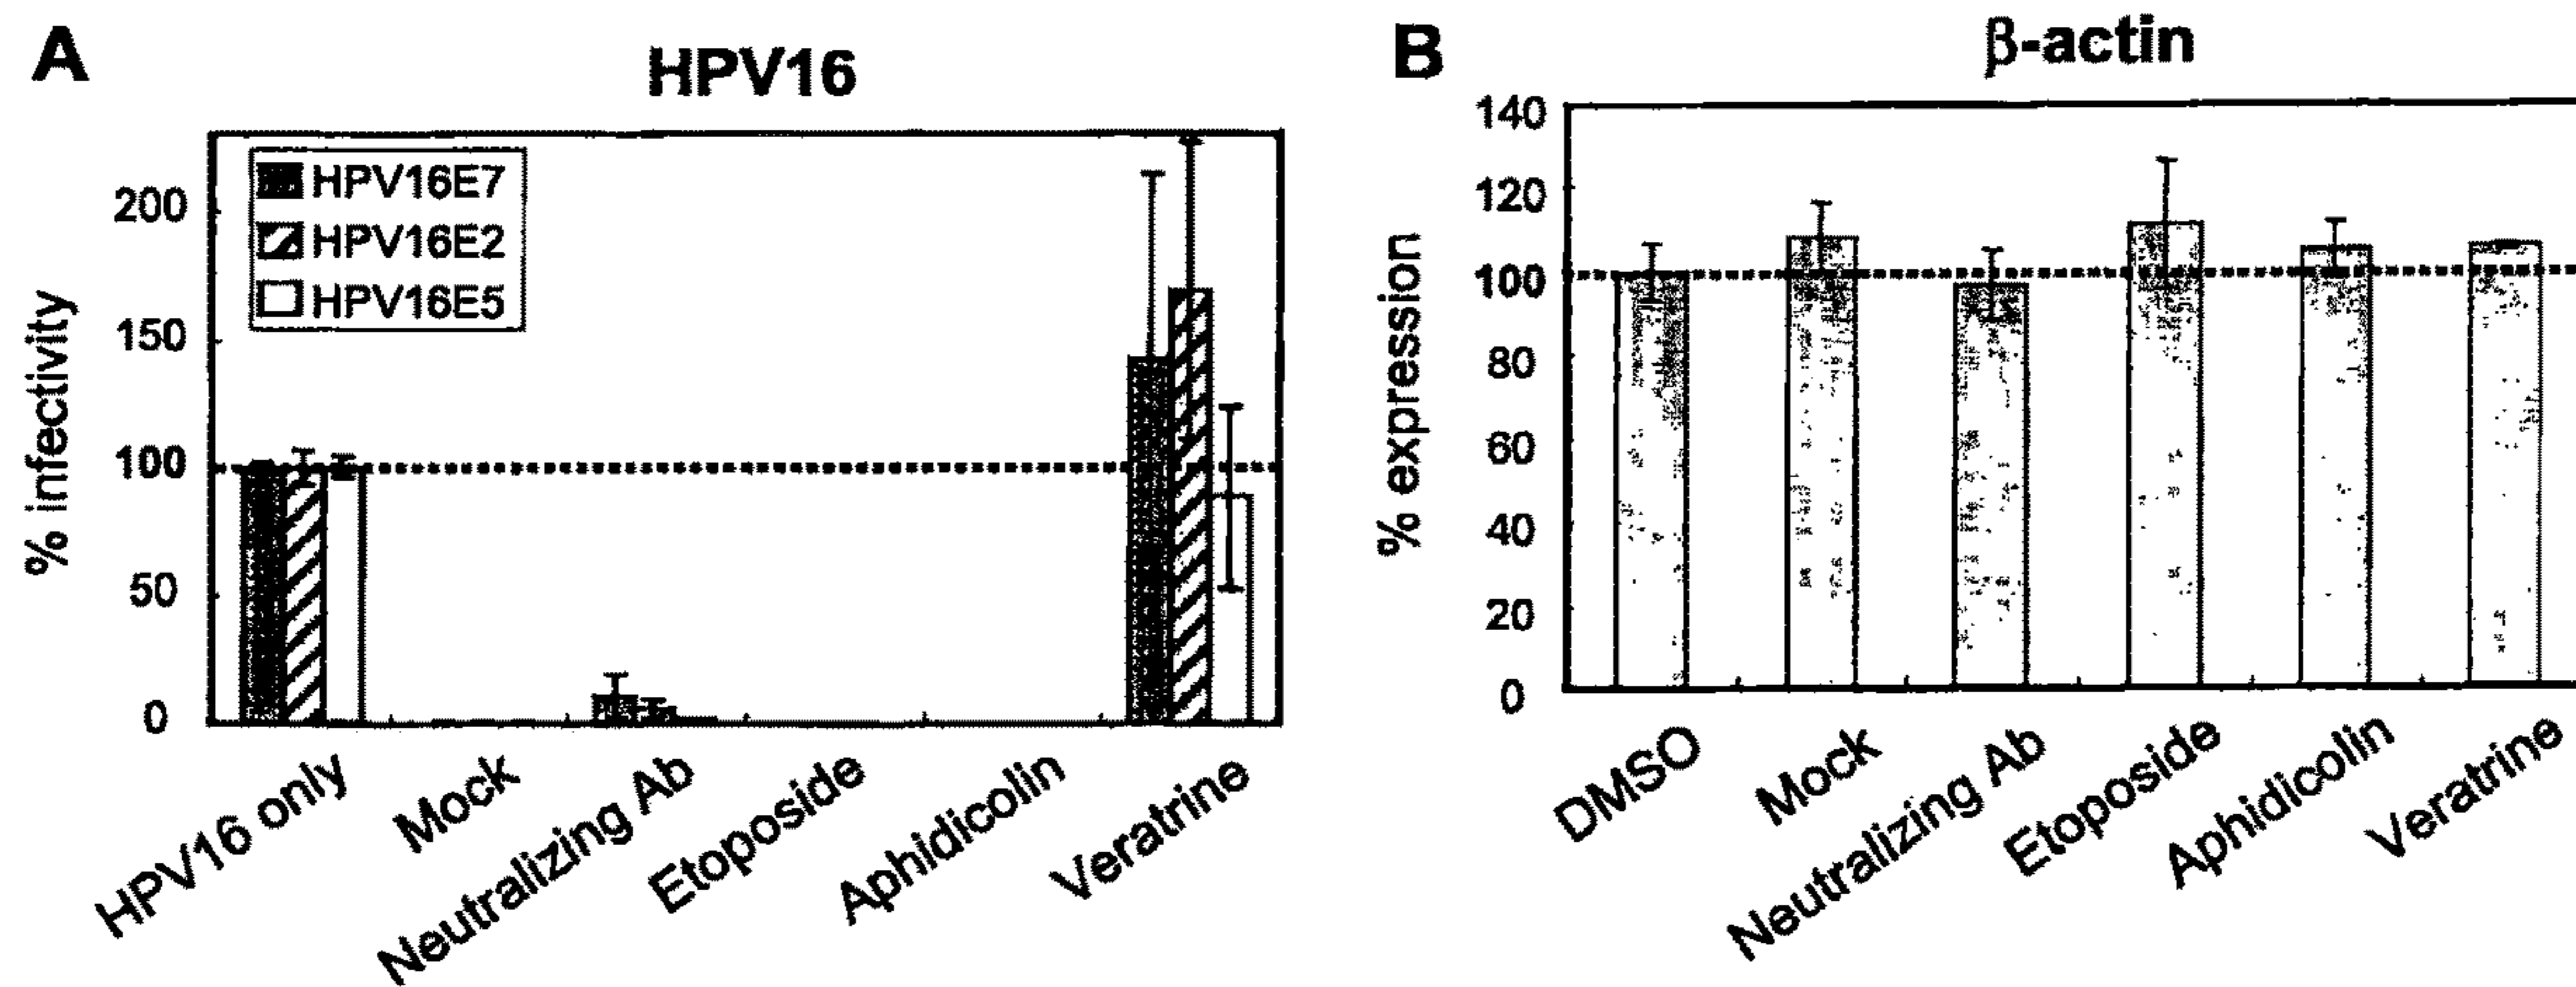 A
HPV16
HPV16E7
HPV16E2
HPV16E5
% infectivity
200
150
100
50
0
HPV16 only
Mock
Neutralizing Ab
Etoposide
Aphidicolin
Veratrine
B
β-actin
% expression
140
120
100
80
60
40
20
0
DMSO
Mock
Neutralizing Ab
Etoposide
Aphidicolin
Veratrine